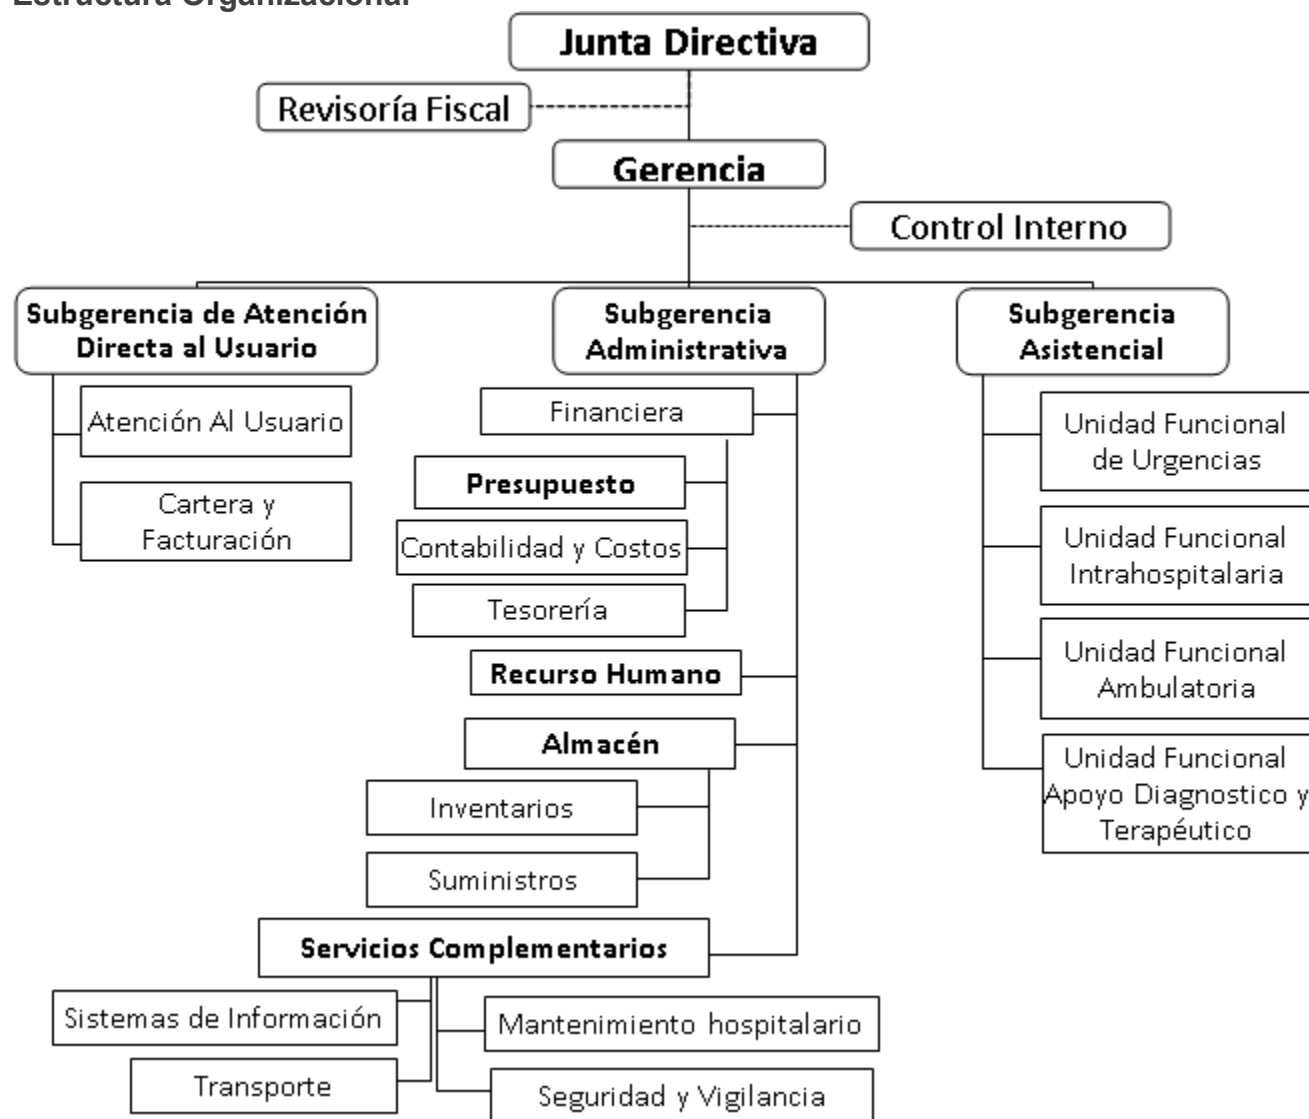 Estructura Organizacional
Junta Directiva
Revisoría Fiscal
Gerencia
Control Interno
Subgerencia de Atención
Directa al Usuario
Subgerencia
Administrativa
Subgerencia
Asistencial
Atención Al Usuario
Cartera y
Facturación
Financiera
Presupuesto
Contabilidad y Costos
Tesorería
Recurso Humano
Almacén
Inventarios
Suministros
Servicios Complementarios
Sistemas de Información
Transporte
Mantenimiento hospitalario
Seguridad y Vigilancia
Unidad Funcional
de Urgencias
Unidad Funcional
Intrahospitalaria
Unidad Funcional
Ambulatoria
Unidad Funcional
Apoyo Diagnostico y
Terapéutico